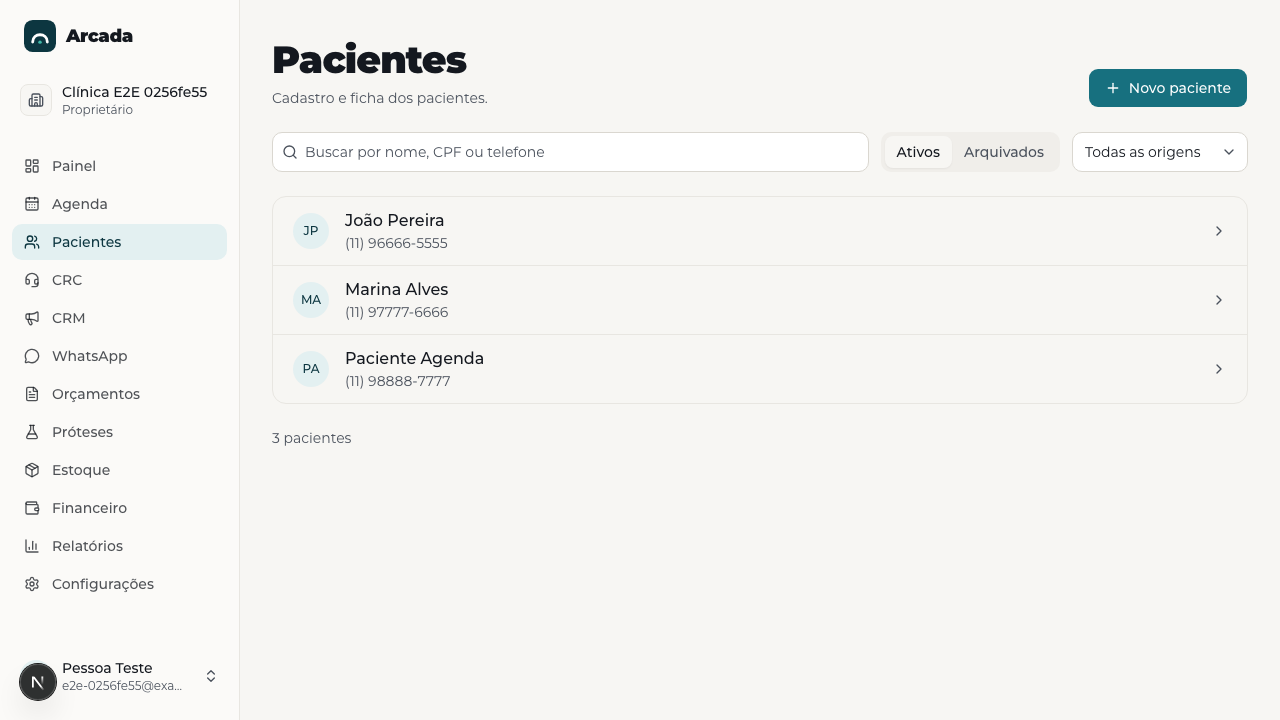 Arcada
Clínica E2E 0256fe55
Proprietário
Painel
Agenda
Pacientes
CRC
CRM
WhatsApp
Orçamentos
Próteses
Estoque
Financeiro
Relatórios
Configurações
N
Pessoa Teste
e2e-0256fe55@exa...
Pacientes
Cadastro e ficha dos pacientes.
Novo paciente
Buscar por nome, CPF ou telefone
Ativos
Arquivados
Todas as origens
JP
João Pereira
(11) 96666-5555
MA
Marina Alves
(11) 97777-6666
PA
Paciente Agenda
(11) 98888-7777
3 pacientes